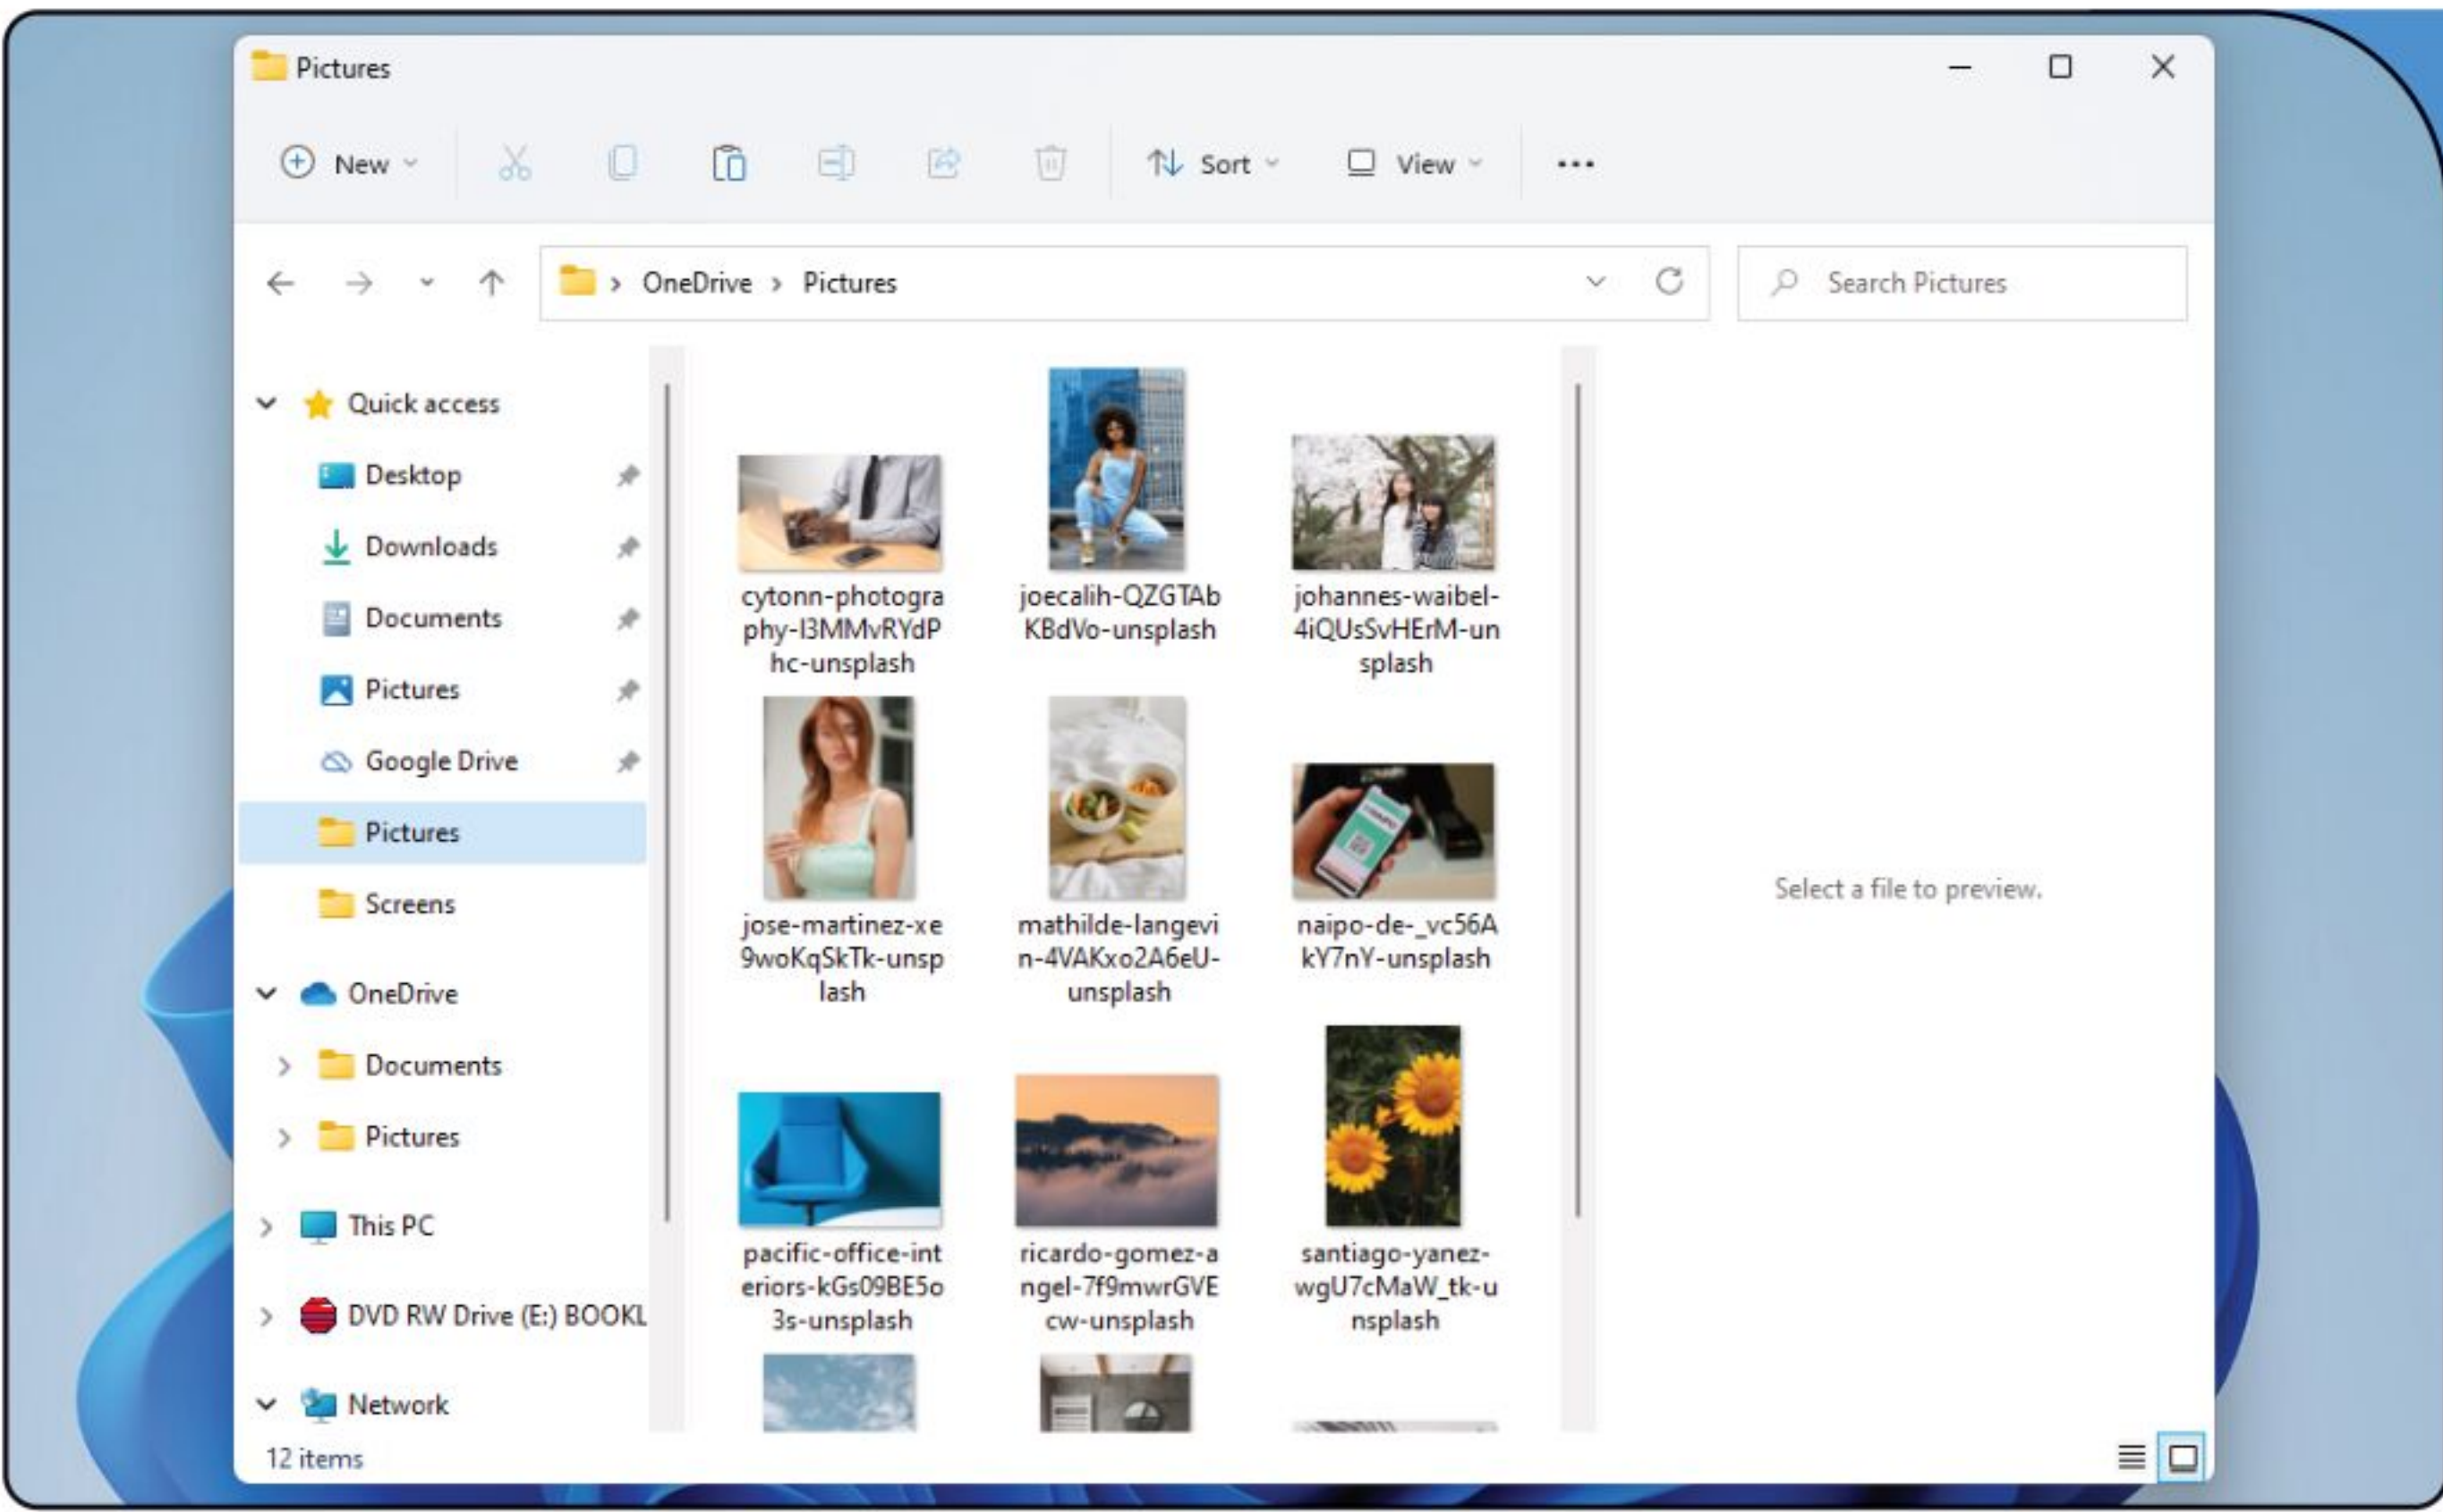 Pictures
New
Sort
View
OneDrive
Pictures
Search Pictures
Quick access
Desktop
Downloads
Documents
Pictures
Google Drive
Pictures
Screens
OneDrive
Documents
Pictures
This PC
DVD RW Drive (E:) BOOKL
Network
12 items
cytonn-photogra
phy-I3MMvRYdP
hc-unsplash
joecalih-QZGTAb
KBdVo-unsplash
johannes-waibel-
4iQUsSvHErM-un
splash
jose-martinez-xe
9woKqSkTk-unsp
lash
mathilde-langevi
n-4VAKxo2A6eU-
unsplash
naipo-de-_vc56A
kY7nY-unsplash
pacific-office-int
eriors-kGs09BE5o
3s-unsplash
ricardo-gomez-a
ngel-7f9mwrGVE
cw-unsplash
santiago-yanez-
wgU7cMaW_tk-u
nsplash
Select a file to preview.